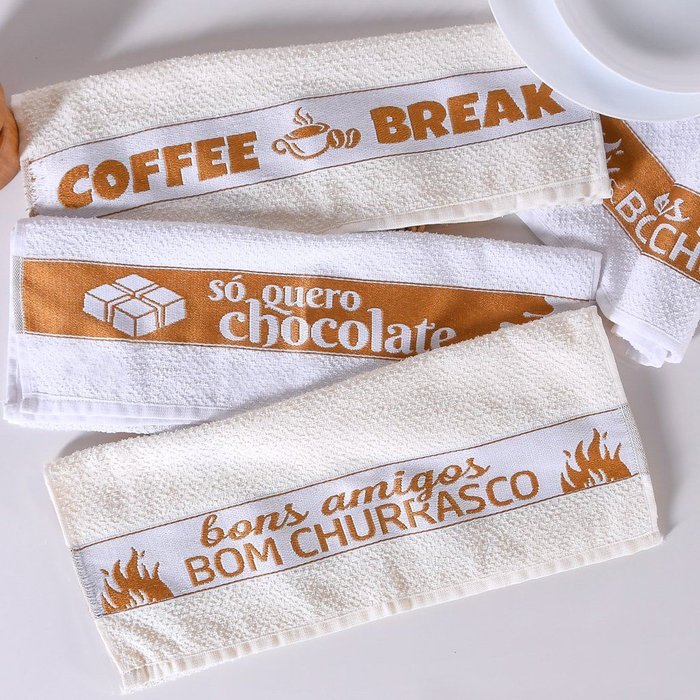 COFFEE BREAK
só quero
chocolate
bons amigos
BOM CHURRASCO